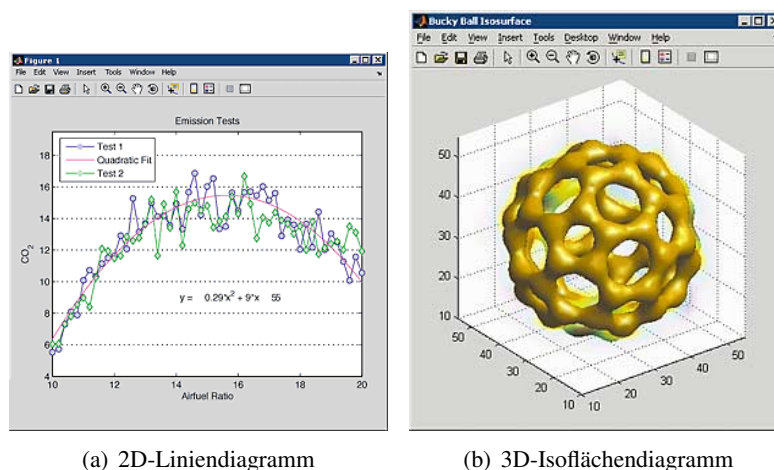 Figure 1
File Edit View Insert Tools Window Help
Emission Tests
Test 1
Quadratic Fit
Test 2
CO2
18
16
14
12
10
8
6
4
y = 0.29*x2 + 9*x 55
10 12 14 16 18 20
Airfuel Ratio
(a) 2D-Liniendiagramm
Bucky Ball Isosurface
File Edit View Insert Tools Desktop Window Help
50
40
30
20
10
50 40 30 20 10
10 20 30 40 50
(b) 3D-Isoflächendiagramm